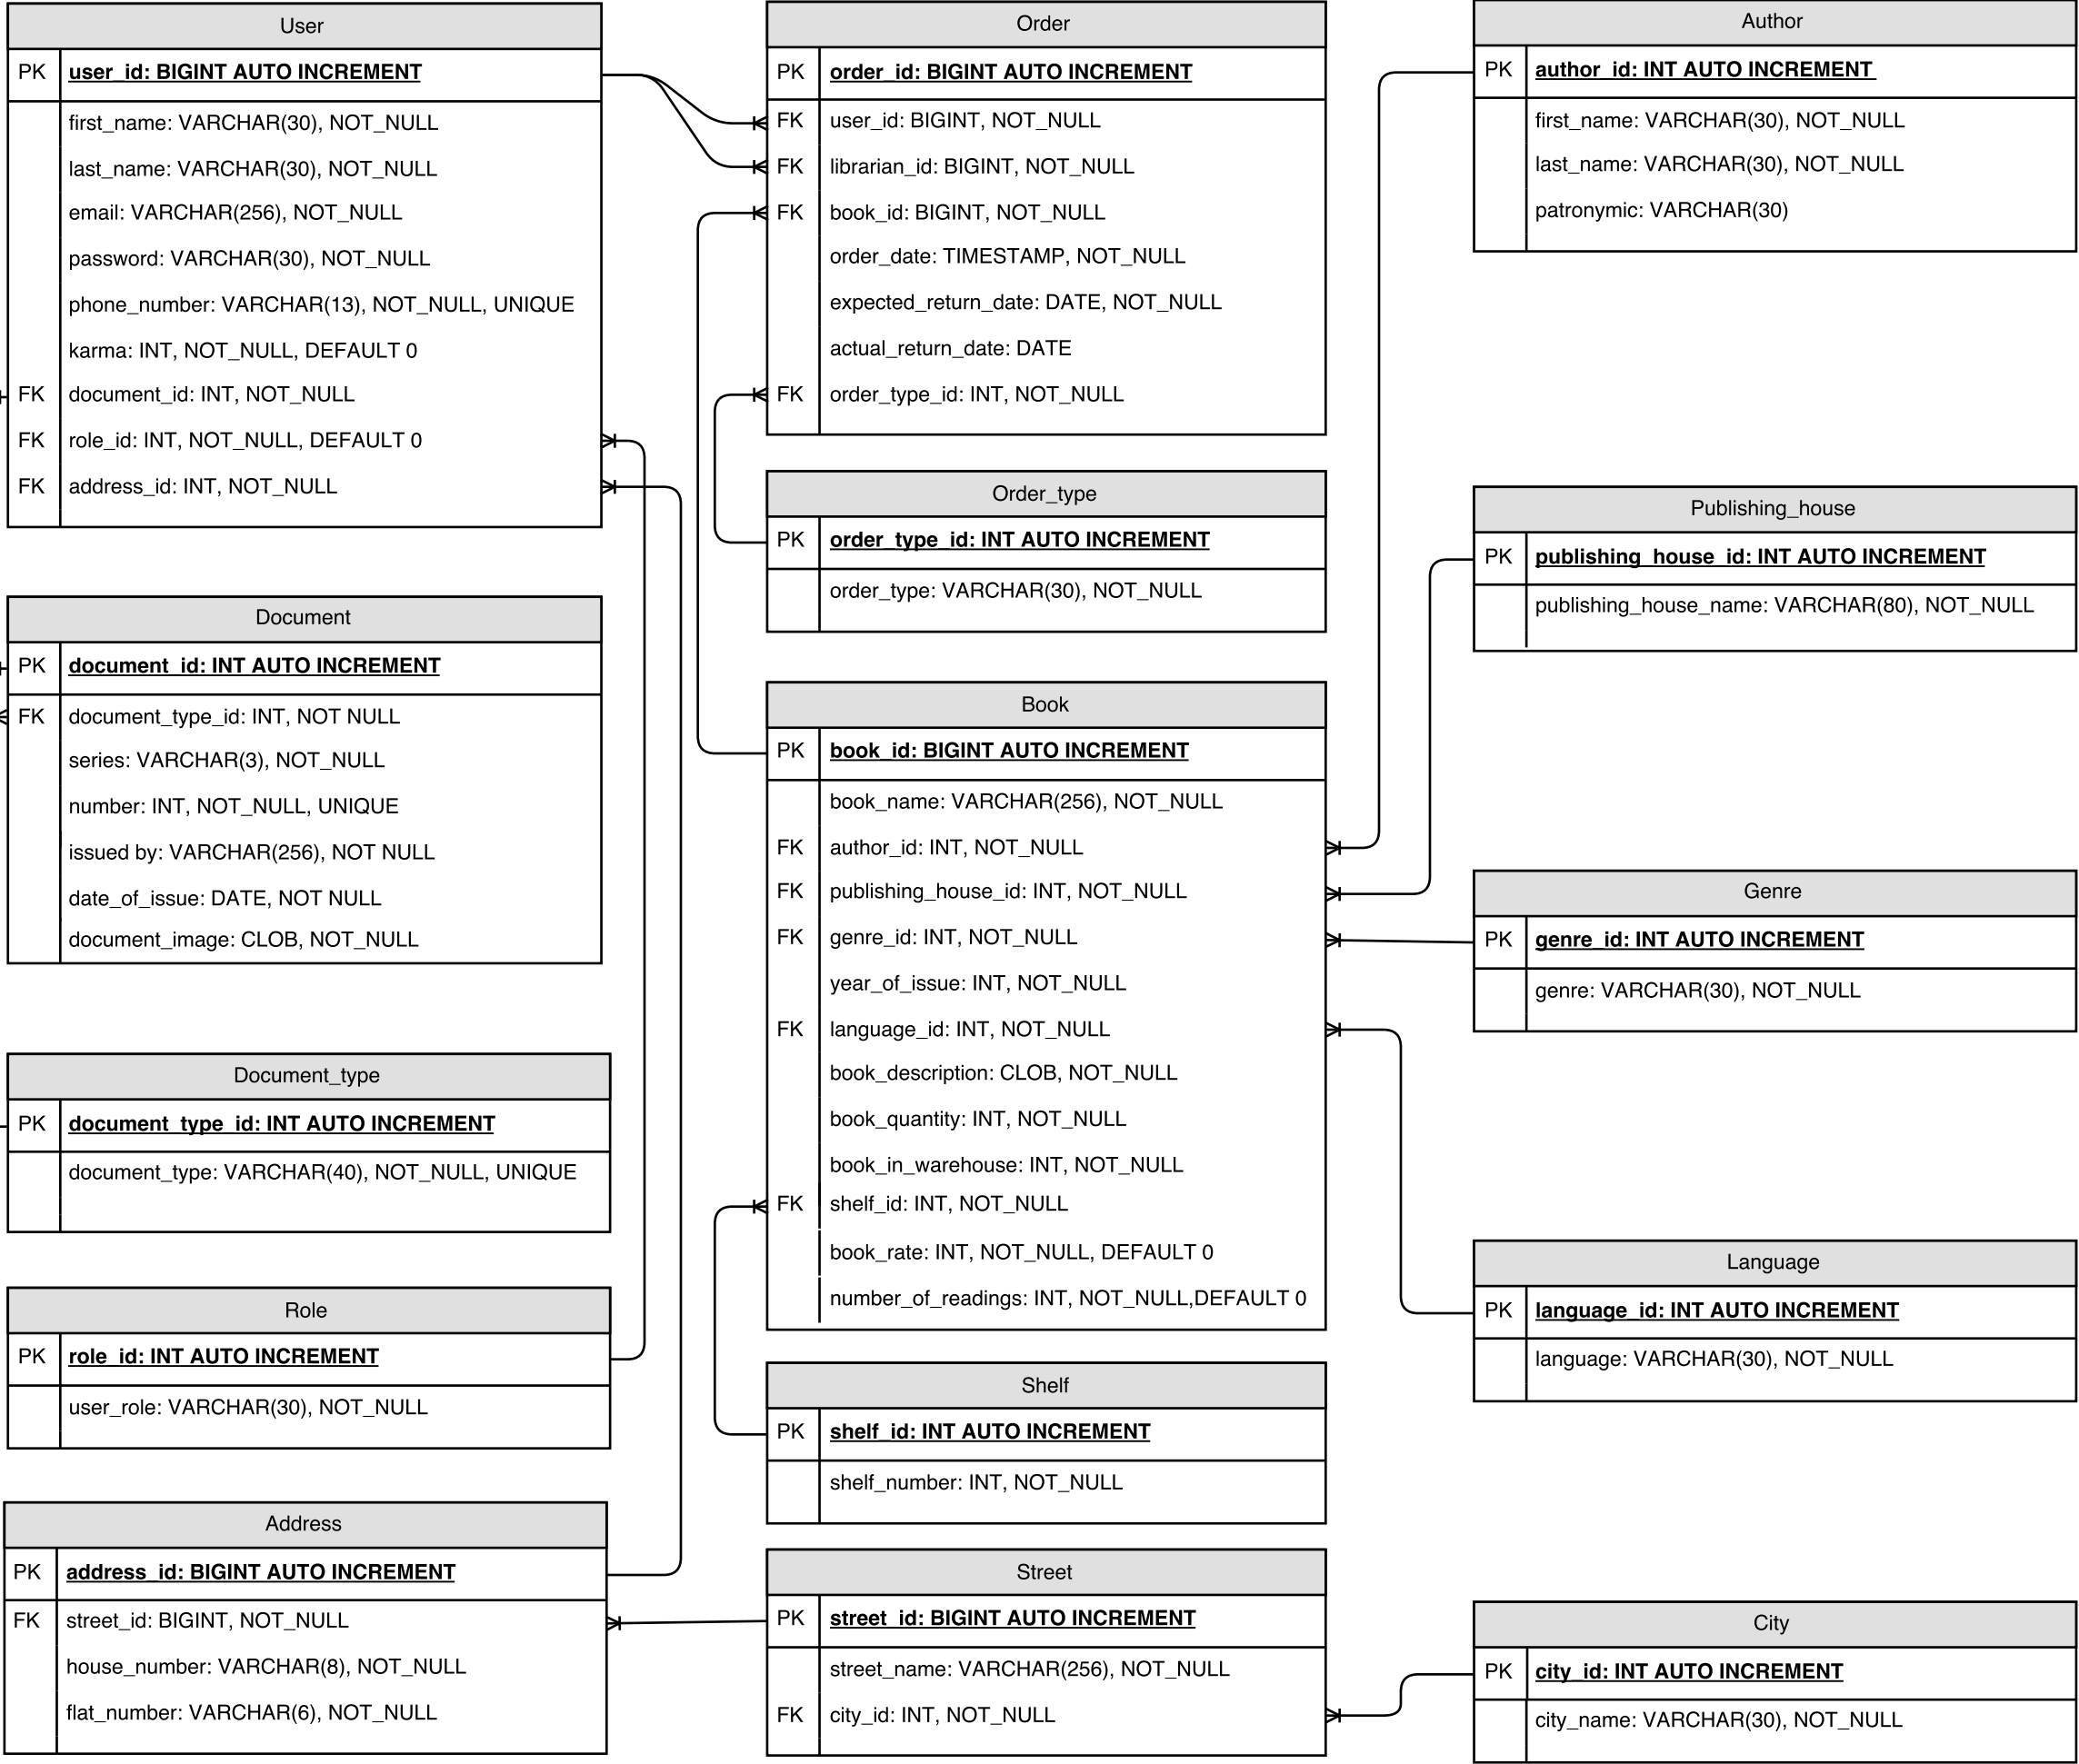 User
PK user_id: BIGINT AUTO INCREMENT
first_name: VARCHAR(30), NOT_NULL
last_name: VARCHAR(30), NOT_NULL
email: VARCHAR(256), NOT_NULL
password: VARCHAR(30), NOT_NULL
phone_number: VARCHAR(13), NOT_NULL, UNIQUE
karma: INT, NOT_NULL, DEFAULT 0
FK document_id: INT, NOT_NULL
FK role_id: INT, NOT_NULL, DEFAULT 0
FK address_id: INT, NOT_NULL
Document
PK document_id: INT AUTO INCREMENT
FK document_type_id: INT, NOT NULL
series: VARCHAR(3), NOT_NULL
number: INT, NOT_NULL, UNIQUE
issued by: VARCHAR(256), NOT NULL
date_of_issue: DATE, NOT NULL
document_image: CLOB, NOT_NULL
Document_type
PK document_type_id: INT AUTO INCREMENT
document_type: VARCHAR(40), NOT_NULL, UNIQUE
Role
PK role_id: INT AUTO INCREMENT
user_role: VARCHAR(30), NOT_NULL
Address
PK address_id: BIGINT AUTO INCREMENT
FK street_id: BIGINT, NOT_NULL
house_number: VARCHAR(8), NOT_NULL
flat_number: VARCHAR(6), NOT_NULL
Order
PK order_id: BIGINT AUTO INCREMENT
FK user_id: BIGINT, NOT_NULL
FK librarian_id: BIGINT, NOT_NULL
FK book_id: BIGINT, NOT_NULL
order_date: TIMESTAMP, NOT_NULL
expected_return_date: DATE, NOT_NULL
actual_return_date: DATE
FK order_type_id: INT, NOT_NULL
Order_type
PK order_type_id: INT AUTO INCREMENT
order_type: VARCHAR(30), NOT_NULL
Book
PK book_id: BIGINT AUTO INCREMENT
book_name: VARCHAR(256), NOT_NULL
FK author_id: INT, NOT_NULL
FK publishing_house_id: INT, NOT_NULL
FK genre_id: INT, NOT_NULL
year_of_issue: INT, NOT_NULL
FK language_id: INT, NOT_NULL
book_description: CLOB, NOT_NULL
book_quantity: INT, NOT_NULL
book_in_warehouse: INT, NOT_NULL
FK shelf_id: INT, NOT_NULL
book_rate: INT, NOT_NULL, DEFAULT 0
number_of_readings: INT, NOT_NULL,DEFAULT 0
Shelf
PK shelf_id: INT AUTO INCREMENT
shelf_number: INT, NOT_NULL
Street
PK street_id: BIGINT AUTO INCREMENT
street_name: VARCHAR(256), NOT_NULL
FK city_id: INT, NOT_NULL
Author
PK author_id: INT AUTO INCREMENT
first_name: VARCHAR(30), NOT_NULL
last_name: VARCHAR(30), NOT_NULL
patronymic: VARCHAR(30)
Publishing_house
PK publishing_house_id: INT AUTO INCREMENT
publishing_house_name: VARCHAR(80), NOT_NULL
Genre
PK genre_id: INT AUTO INCREMENT
genre: VARCHAR(30), NOT_NULL
Language
PK language_id: INT AUTO INCREMENT
language: VARCHAR(30), NOT_NULL
City
PK city_id: INT AUTO INCREMENT
city_name: VARCHAR(30), NOT_NULL